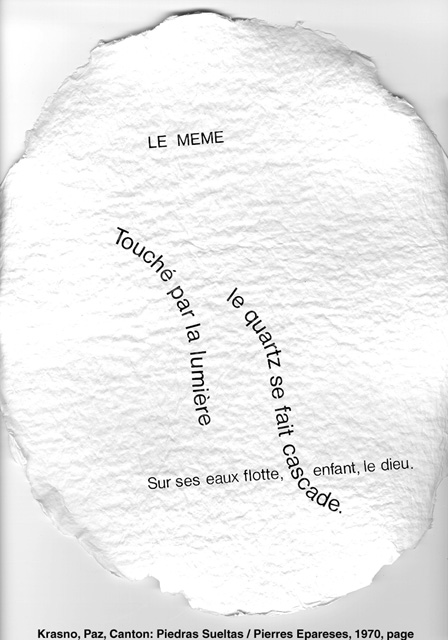 LE MEME
Touché par la lumière
le quartz se fait cascade.
Sur ses eaux flotte, enfant, le dieu.
Krasno, Paz, Canton: Piedras Sueltas / Pierres Epareses, 1970, page